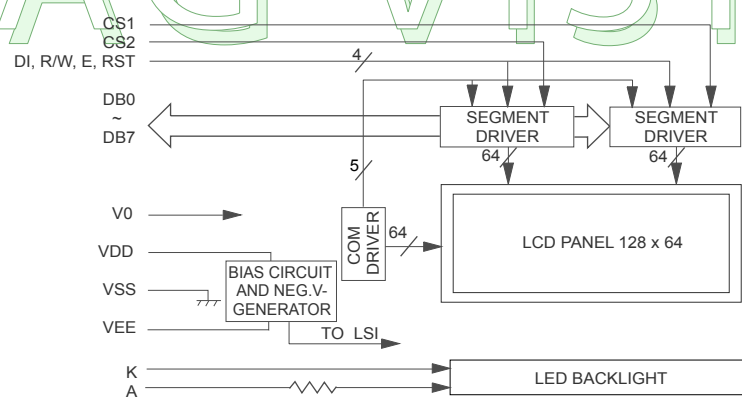 CS1
CS2
DI, R/W, E, RST
4
DB0
~
DB7
SEGMENT
DRIVER
SEGMENT
DRIVER
64
64
5
V0
COM
DRIVER
64
LCD PANEL 128 x 64
VDD
BIAS CIRCUIT
AND NEG.V-
GENERATOR
VSS
VEE
TO LSI
K
A
LED BACKLIGHT